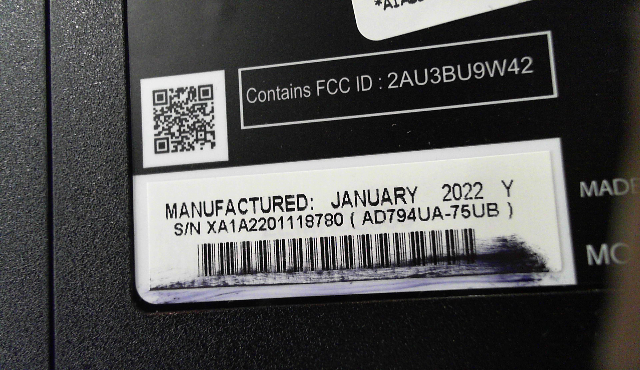 Contains FCC ID : 2AU3BU9W42
MANUFACTURED: JANUARY 2022 Y
S/N XA1A2201118780 ( AD794UA-75UB )
MADE
MO